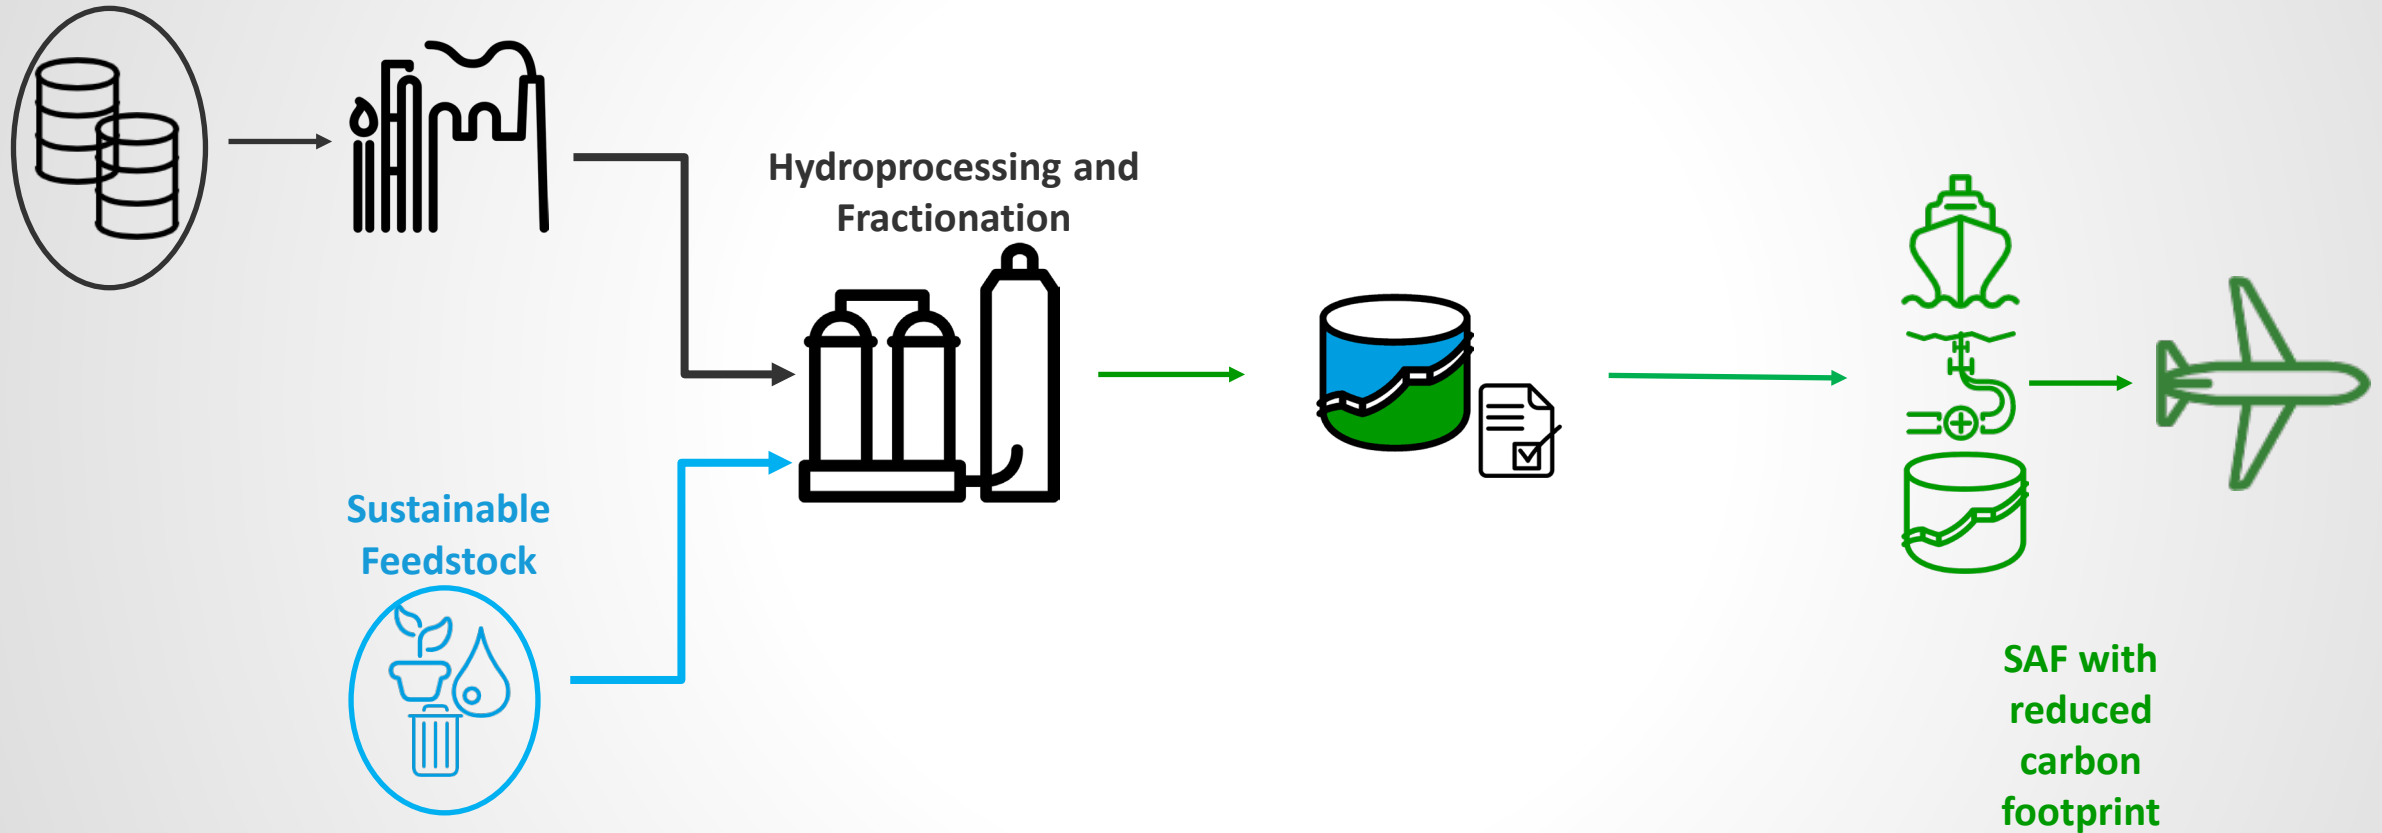 Hydroprocessing and
Fractionation
Sustainable
Feedstock
SAF with
reduced
carbon
footprint